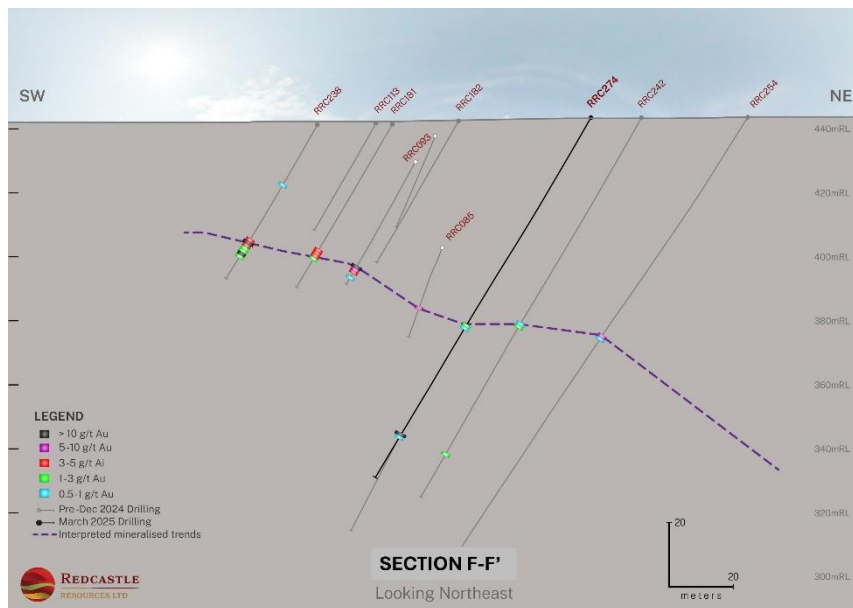 SW
NE
RRC238
RRC113
RRC181
RRC182
RRC274
RRC242
RRC254
RRC093
RRC085
440mRL
420mRL
400mRL
380mRL
360mRL
340mRL
320mRL
300mRL
LEGEND
> 10 g/t Au
5-10 g/t Au
3-5 g/t Ai
1-3 g/t Au
0.5-1 g/t Au
Pre-Dec 2024 Drilling
March 2025 Drilling
Interpreted mineralised trends
REDCASTLE
RESOURCES LTD
SECTION F-F'
Looking Northeast
20
20
meters